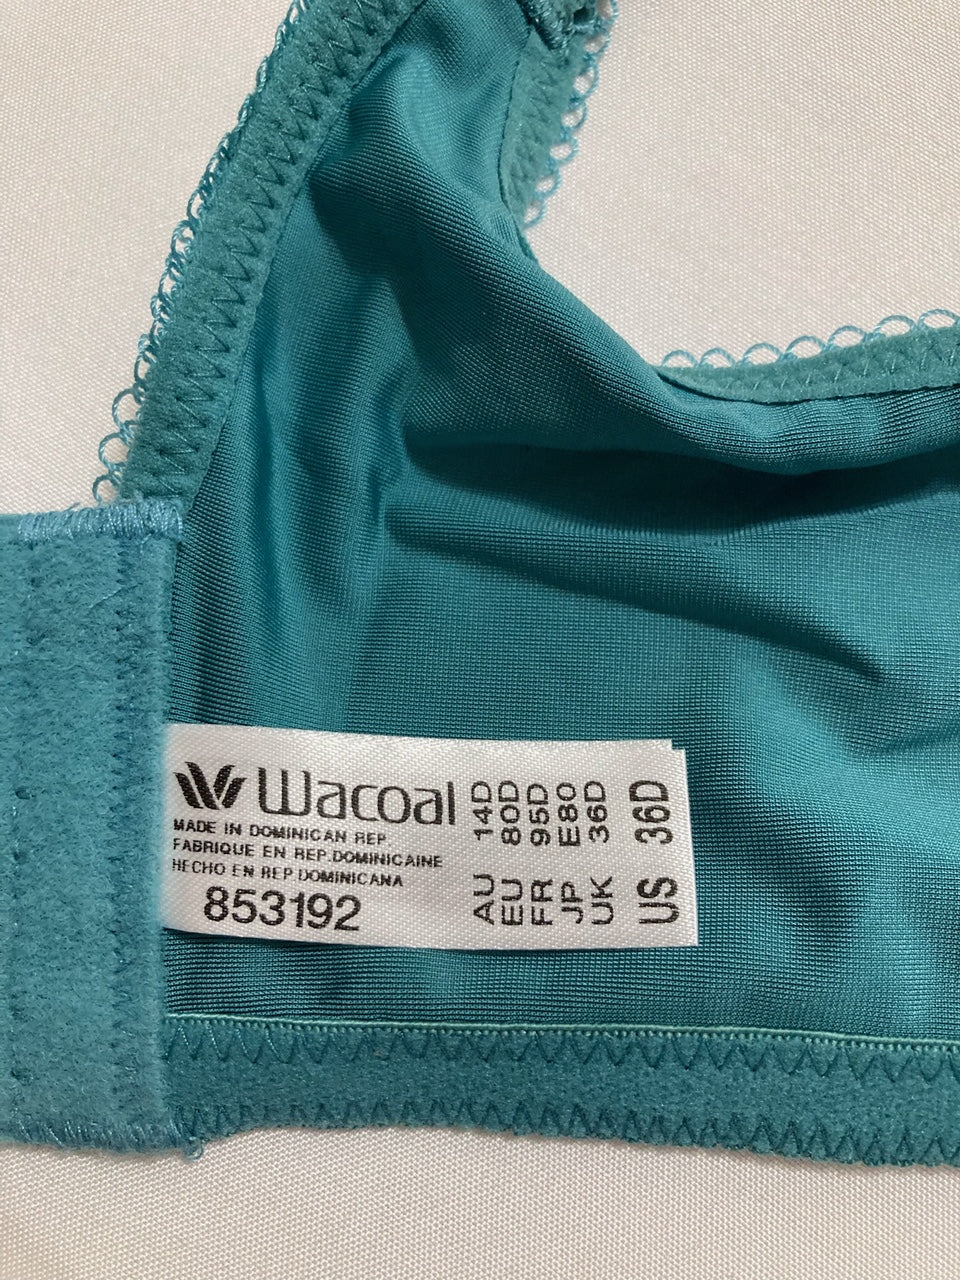 Wacoal
MADE IN DOMINICAN REP
FABRIQUE EN REP.DOMINICAINE
HECHO EN REP DOMINICANA
853192
AU 14D
EU 80D
FR 95D
JP E80
UK 36D
US 36D